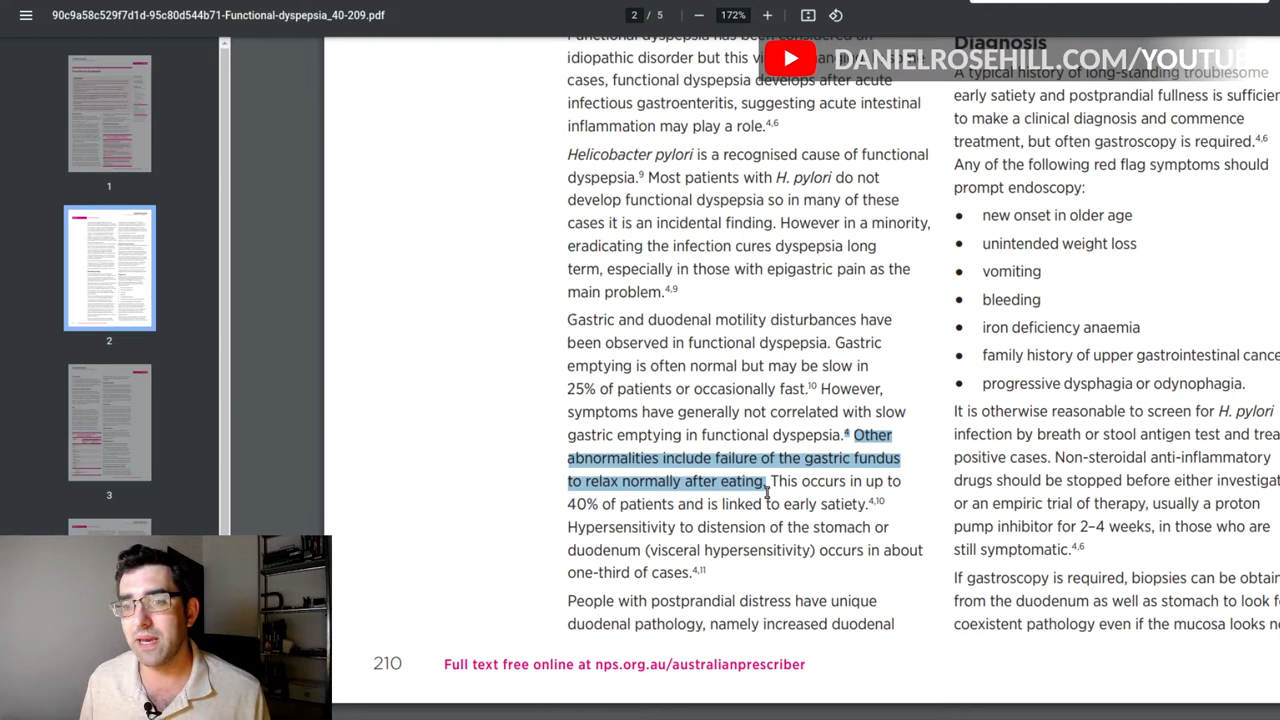 90c9a58c529f7d1d-95c80d544b71-Functional-dyspepsia_40-209.pdf
2 / 5
172%
DANIELROSEHILL.COM/YOUTUBE
1
2
3
Functional dyspepsia has been considered an
idiopathic disorder but this
cases, functional dyspepsia develops after acute
infectious gastroenteritis, suggesting acute intestinal
inflammation may play a role.4,6
Helicobacter pylori is a recognised cause of functional
dyspepsia.9 Most patients with H. pylori do not
develop functional dyspepsia so in many of these
cases it is an incidental finding. However, in a minority,
eradicating the infection cures dyspepsia long
term, especially in those with epigastric pain as the
main problem.4,9
Gastric and duodenal motility disturbances have
been observed in functional dyspepsia. Gastric
emptying is often normal but may be slow in
25% of patients or occasionally fast.10 However,
symptoms have generally not correlated with slow
gastric emptying in functional dyspepsia.4 Other
abnormalities include failure of the gastric fundus
to relax normally after eating. This occurs in up to
40% of patients and is linked to early satiety.4,10
Hypersensitivity to distension of the stomach or
duodenum (visceral hypersensitivity) occurs in about
one-third of cases.4,11
People with postprandial distress have unique
duodenal pathology, namely increased duodenal
Diagnosis
A typical history of long-standing troublesome
early satiety and postprandial fullness is sufficien
to make a clinical diagnosis and commence
treatment, but often gastroscopy is required.4,6
Any of the following red flag symptoms should
prompt endoscopy:
● new onset in older age
● unintended weight loss
● vomiting
● bleeding
● iron deficiency anaemia
● family history of upper gastrointestinal cance
● progressive dysphagia or odynophagia.
It is otherwise reasonable to screen for H. pylori
infection by breath or stool antigen test and trea
positive cases. Non-steroidal anti-inflammatory
drugs should be stopped before either investiga
or an empiric trial of therapy, usually a proton
pump inhibitor for 2–4 weeks, in those who are
still symptomatic.4,6
If gastroscopy is required, biopsies can be obtain
from the duodenum as well as stomach to look f
coexistent pathology even if the mucosa looks no
210
Full text free online at nps.org.au/australianprescriber